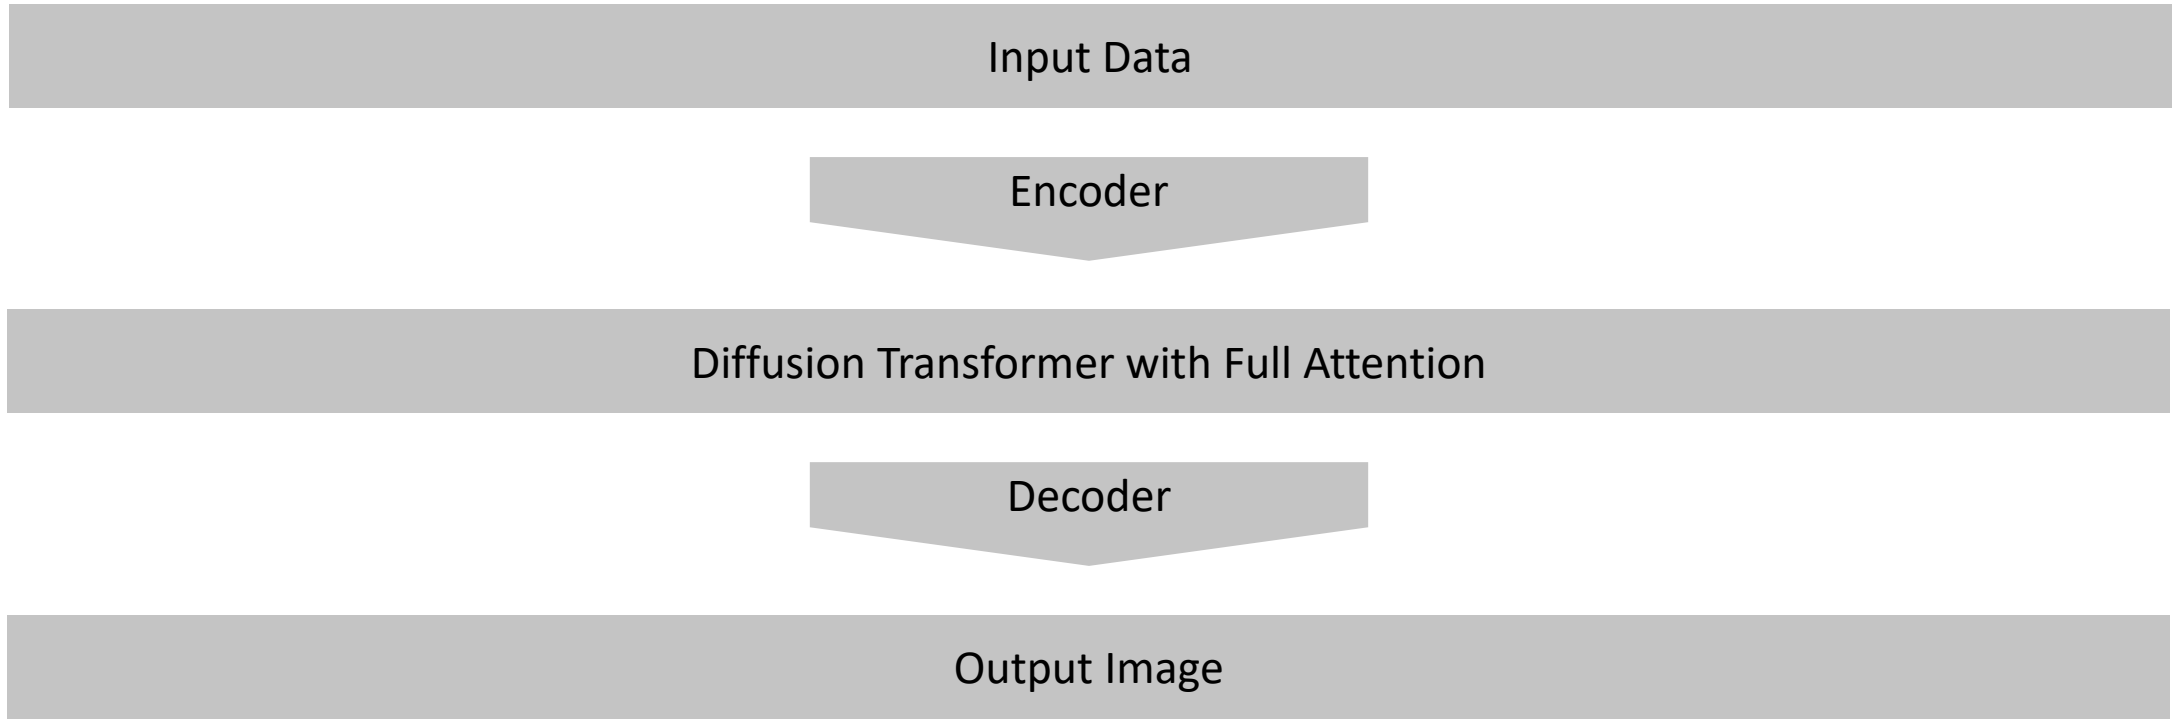 Input Data
Encoder
Diffusion Transformer with Full Attention
Decoder
Output Image